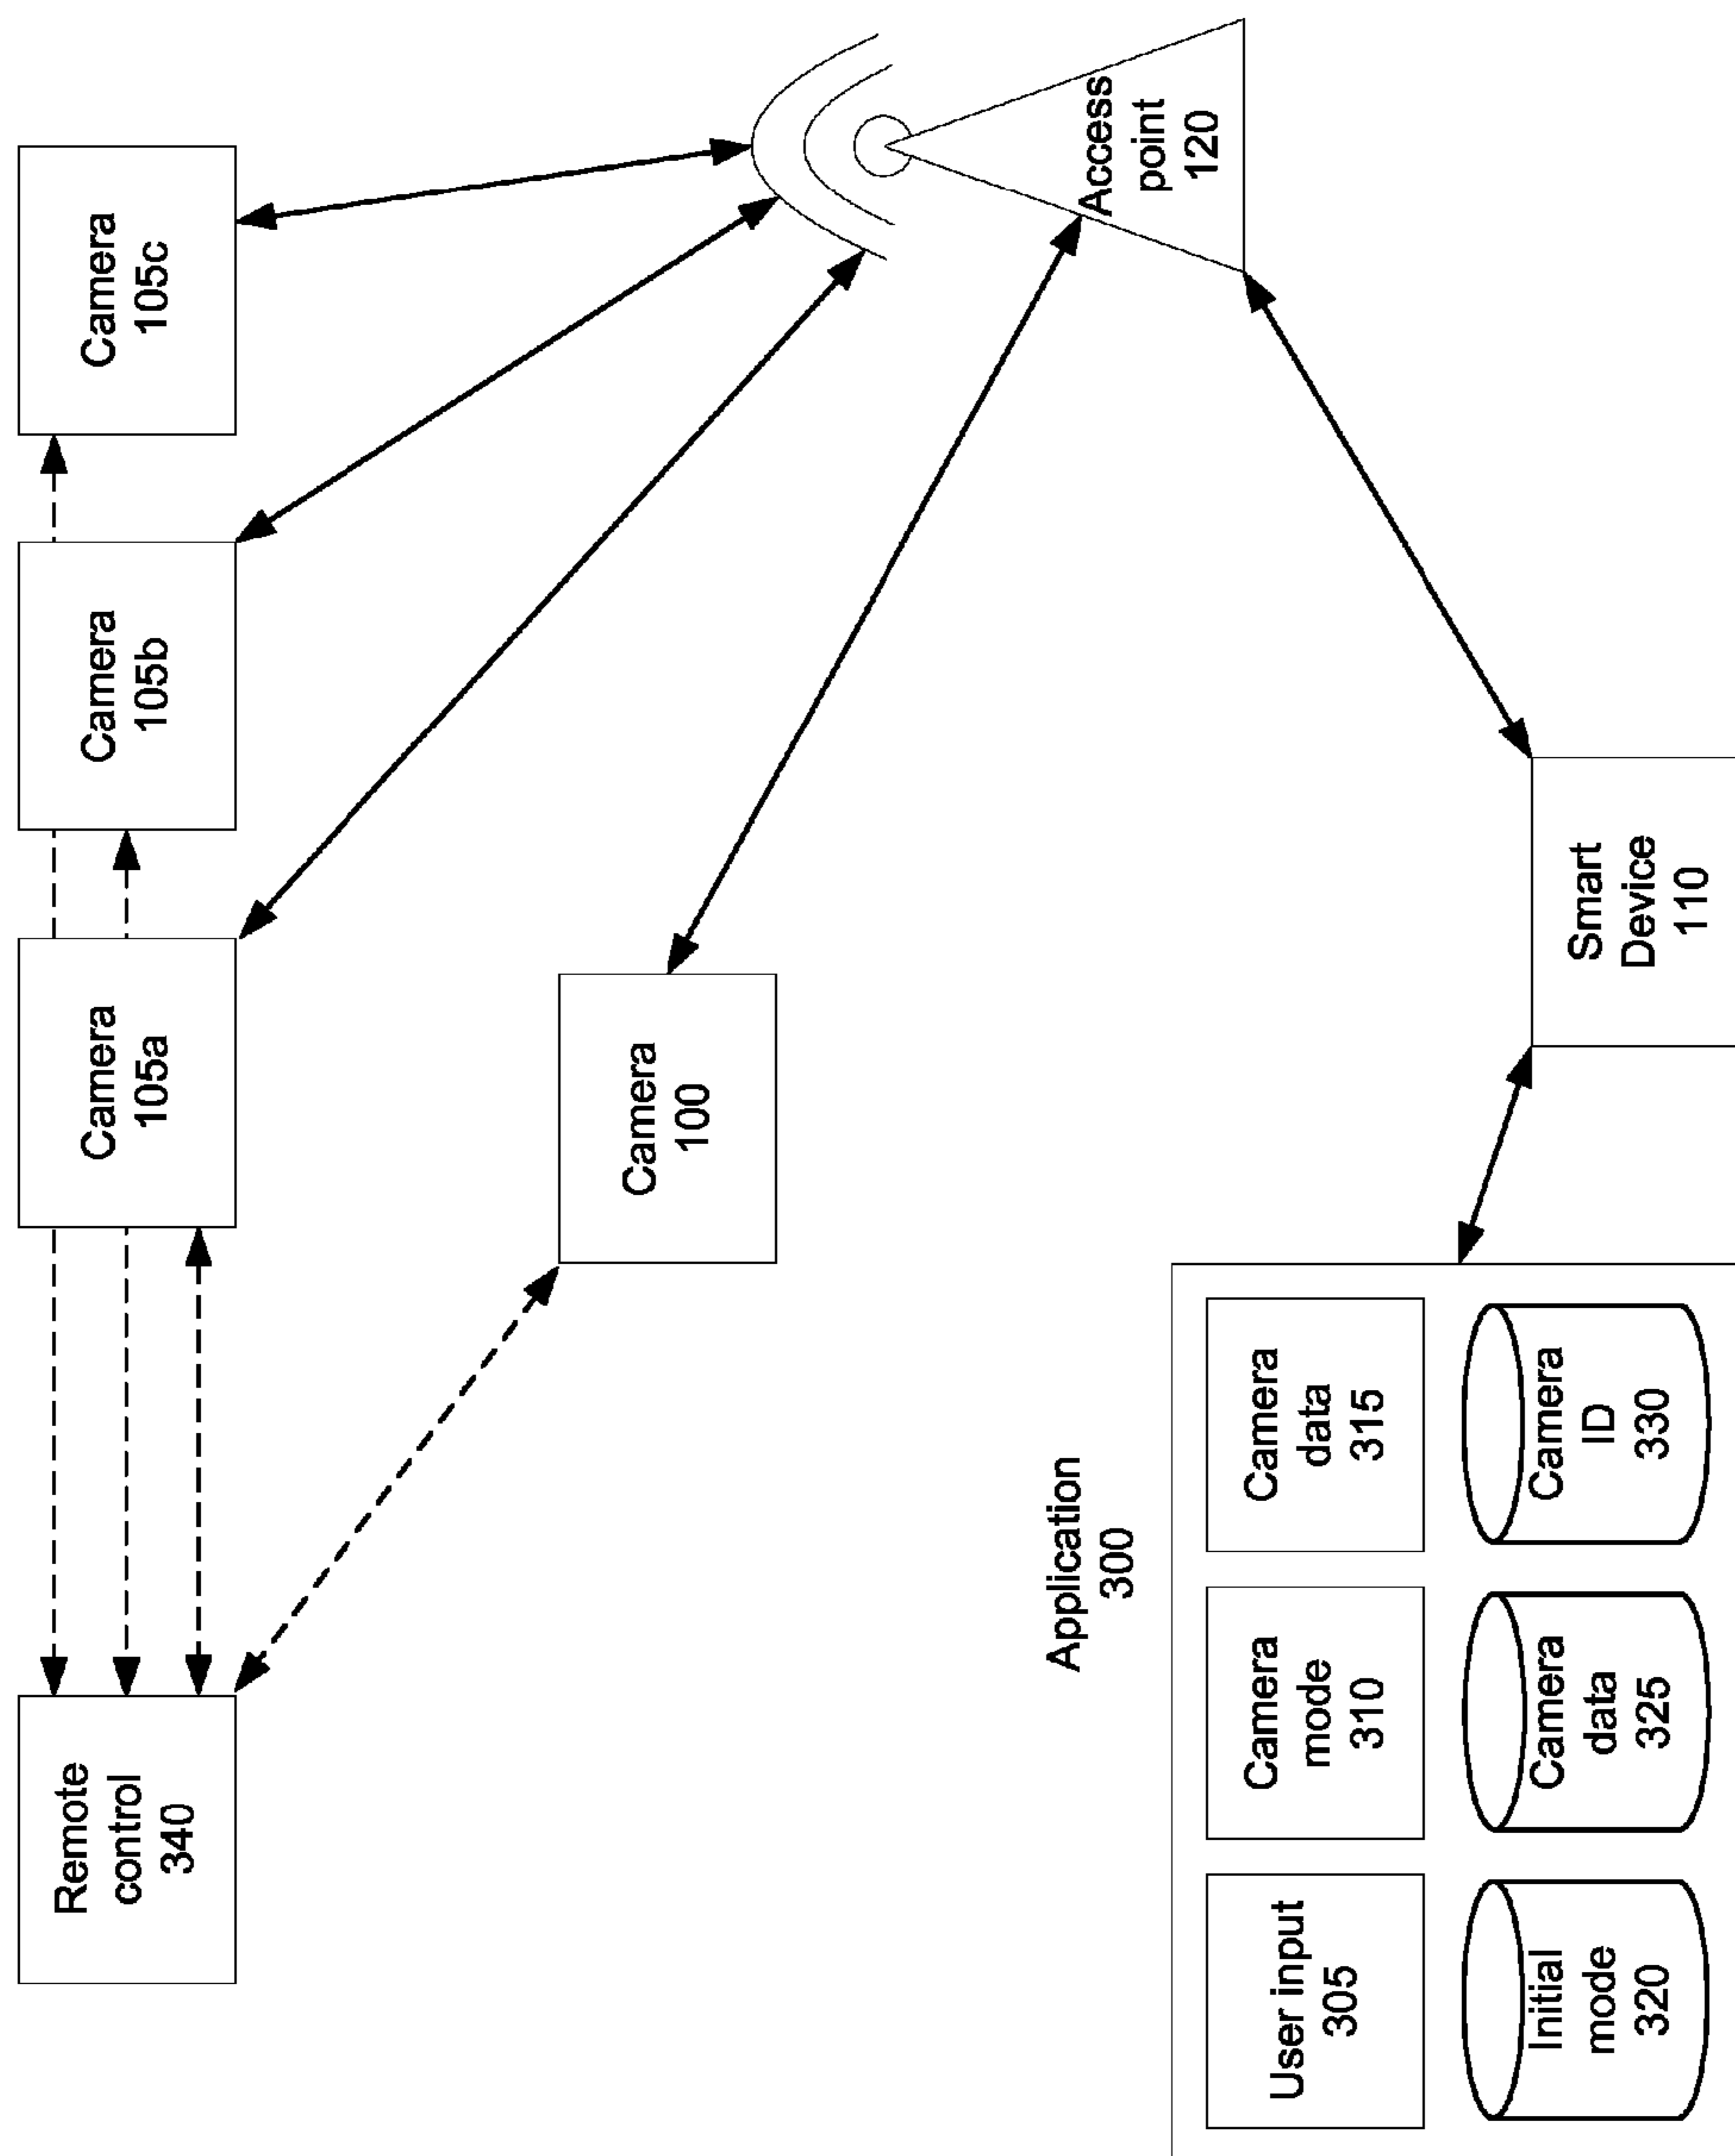 Remote
control
340
Camera
105a
Camera
105b
Camera
105c
Camera
100
Access
point
120
Application
300
User input
305
Camera
mode
310
Camera
data
315
Initial
mode
320
Camera
data
325
Camera
ID
330
Smart
Device
110